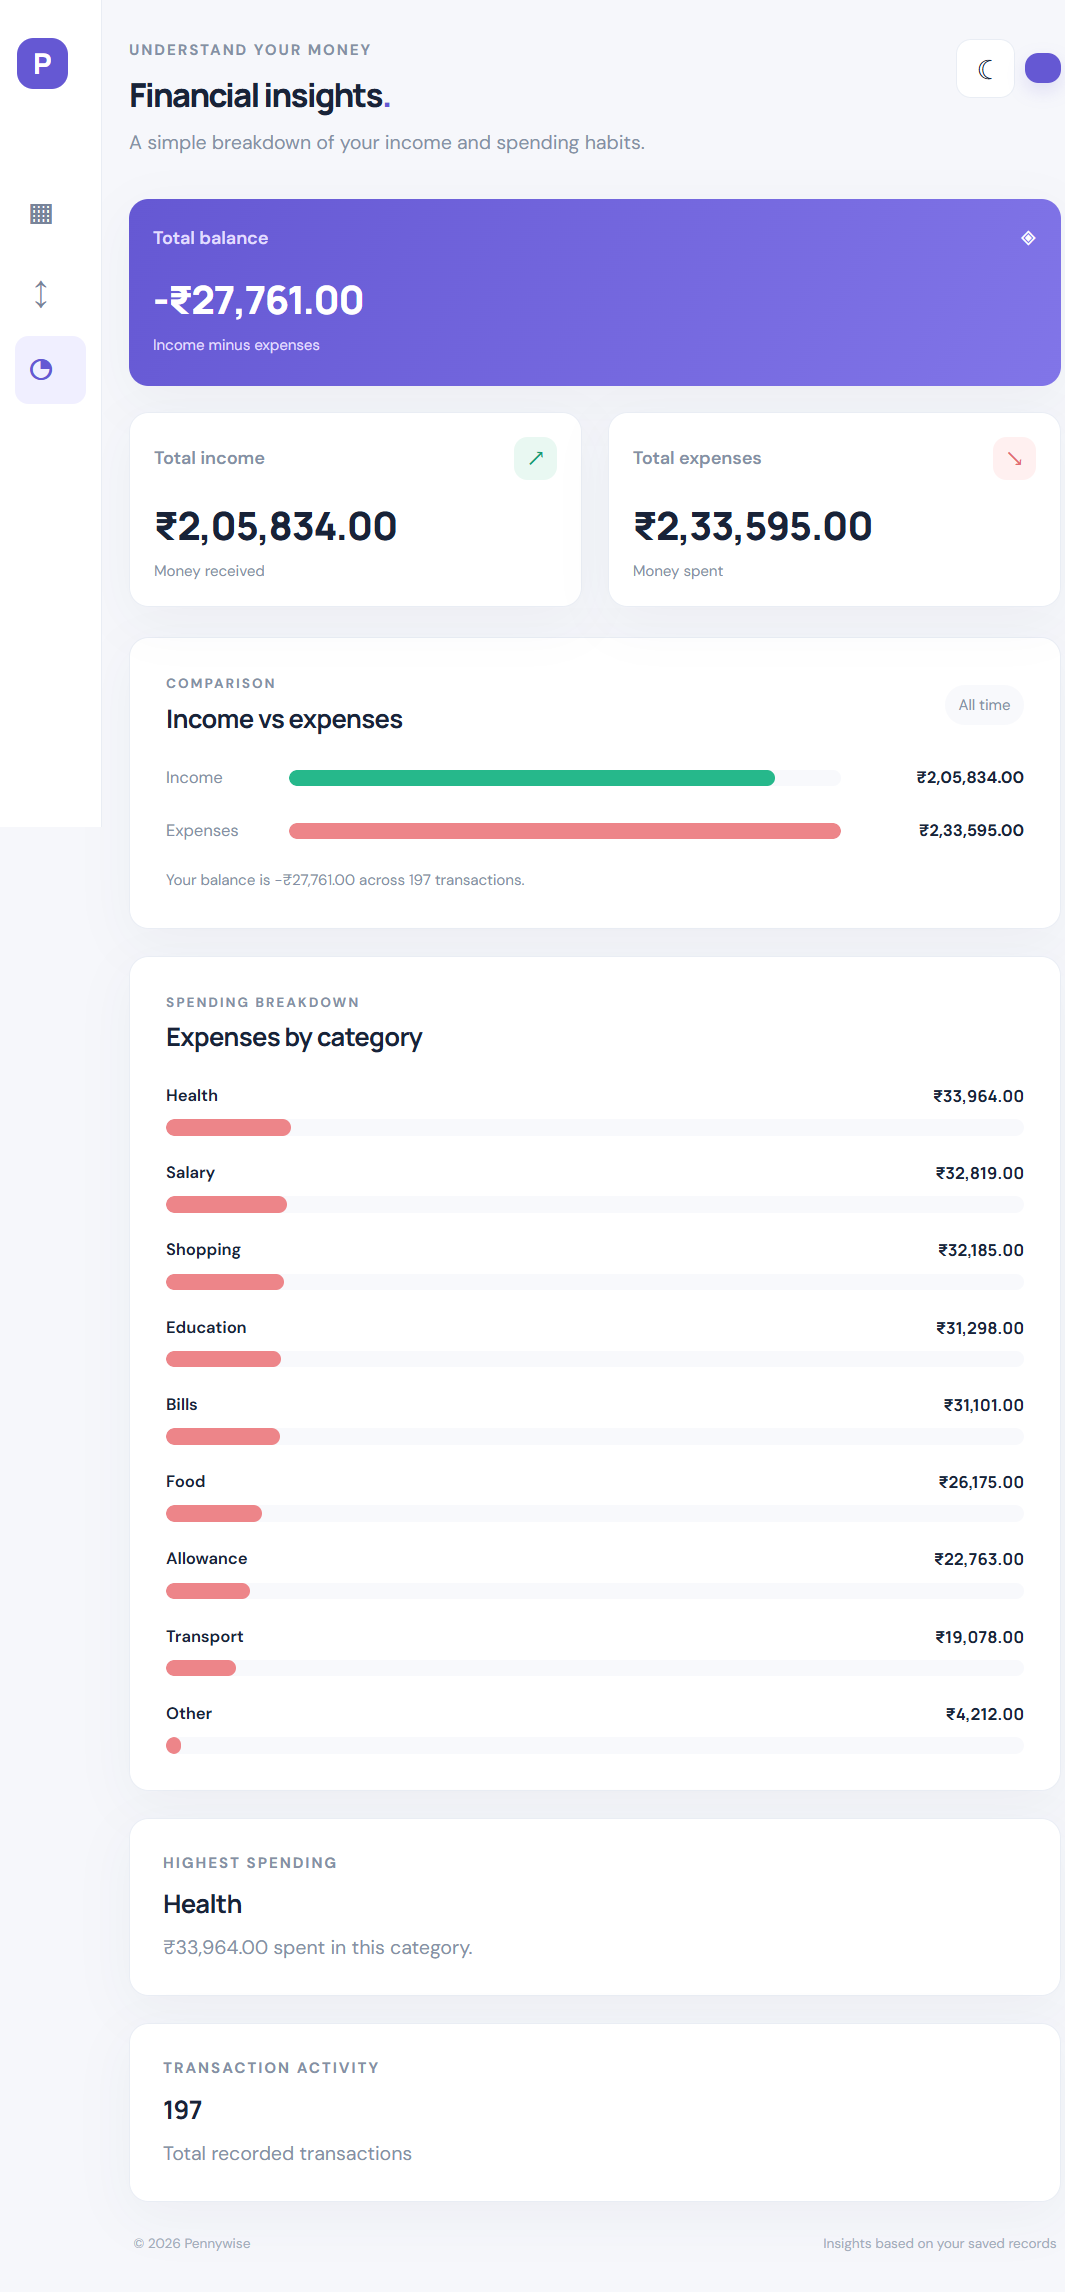 P
UNDERSTAND YOUR MONEY
Financial insights.
A simple breakdown of your income and spending habits.
Total balance
-₹27,761.00
Income minus expenses
Total income
₹2,05,834.00
Money received
Total expenses
₹2,33,595.00
Money spent
COMPARISON
Income vs expenses
All time
Income ₹2,05,834.00
Expenses ₹2,33,595.00
Your balance is -₹27,761.00 across 197 transactions.
SPENDING BREAKDOWN
Expenses by category
Health ₹33,964.00
Salary ₹32,819.00
Shopping ₹32,185.00
Education ₹31,298.00
Bills ₹31,101.00
Food ₹26,175.00
Allowance ₹22,763.00
Transport ₹19,078.00
Other ₹4,212.00
HIGHEST SPENDING
Health
₹33,964.00 spent in this category.
TRANSACTION ACTIVITY
197
Total recorded transactions
© 2026 Pennywise
Insights based on your saved records